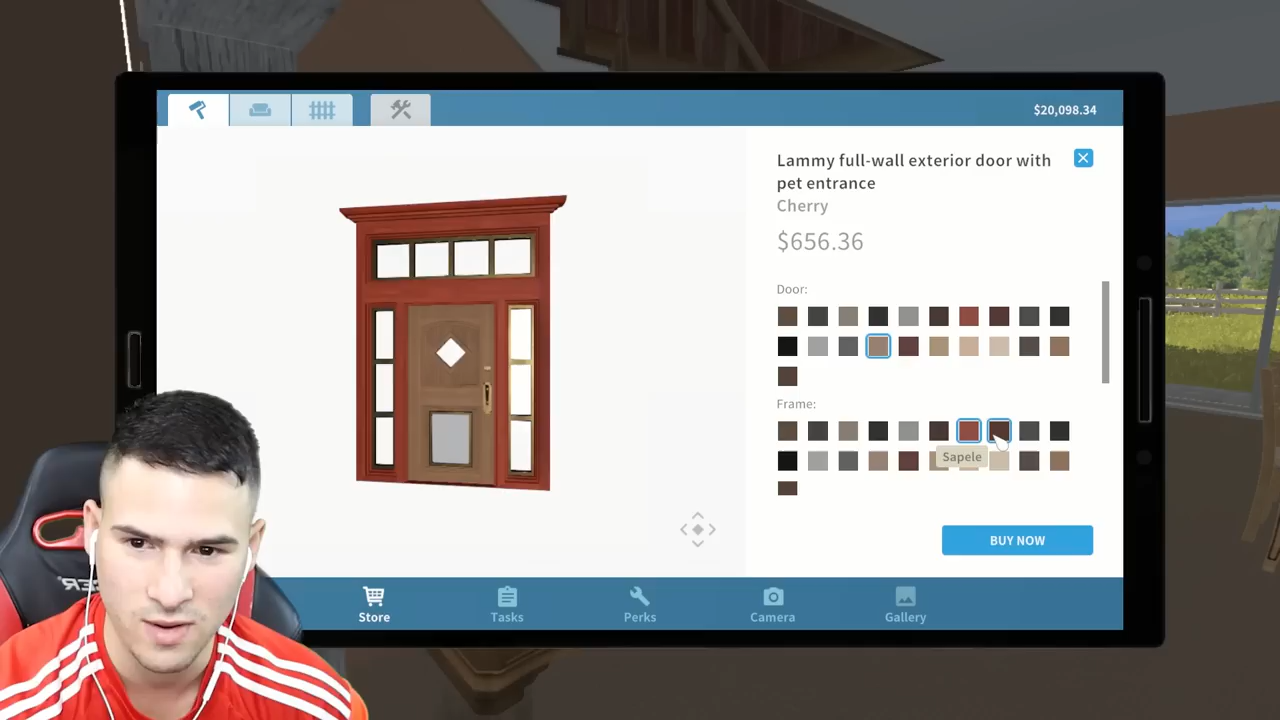 $20,098.34
Lammy full-wall exterior door with
pet entrance
Cherry
$656.36
Door:
Frame:
Sapele
BUY NOW
Store
Tasks
Perks
Camera
Gallery